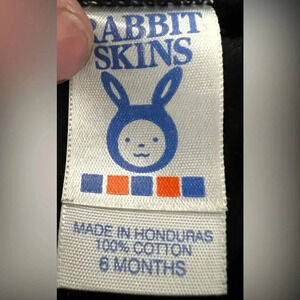 RABBIT
SKINS
MADE IN HONDURAS
100% COTTON
6 MONTHS